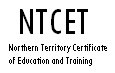 NTCET
Northern Territory Certificate
of Education and Training